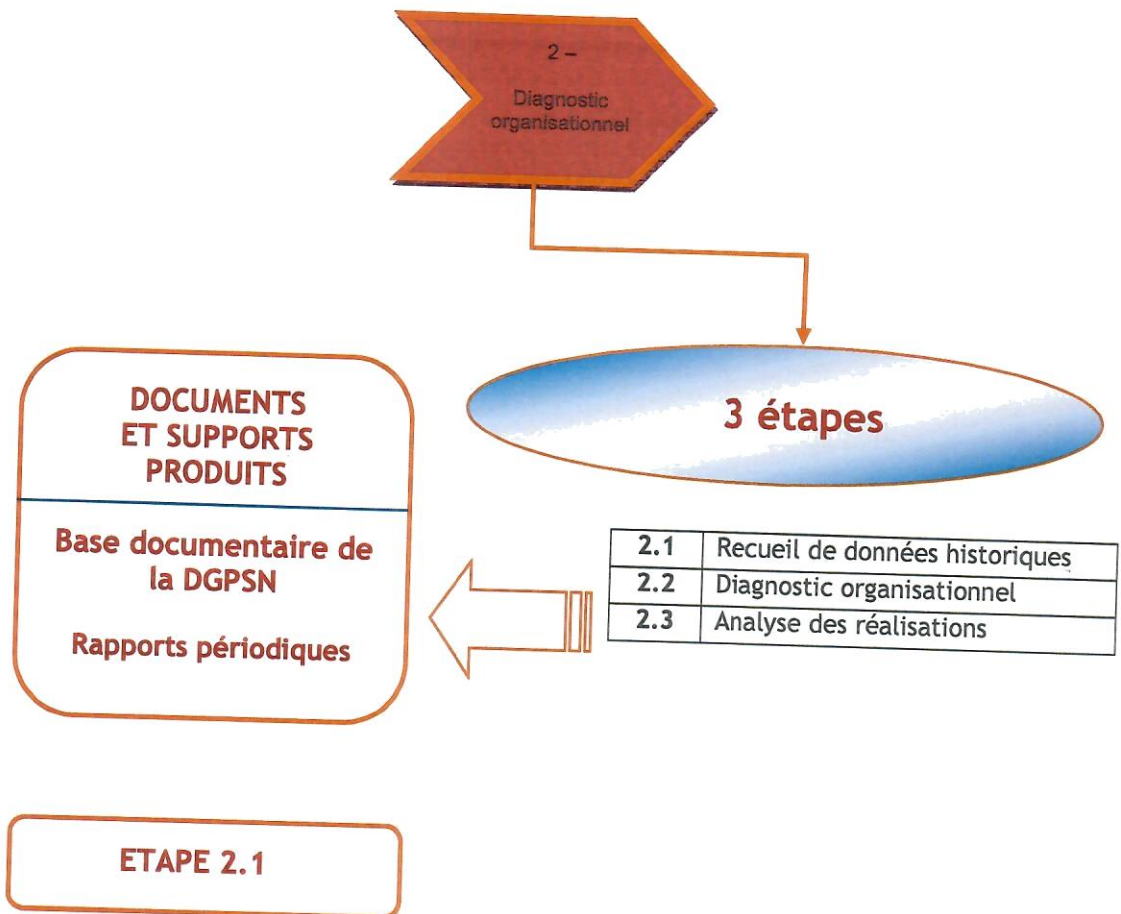 2 –
Diagnostic
organisationnel
3 étapes
DOCUMENTS
ET SUPPORTS
PRODUITS
Base documentaire de
la DGPSN
Rapports périodiques
2.1 Recueil de données historiques
2.2 Diagnostic organisationnel
2.3 Analyse des réalisations
ETAPE 2.1